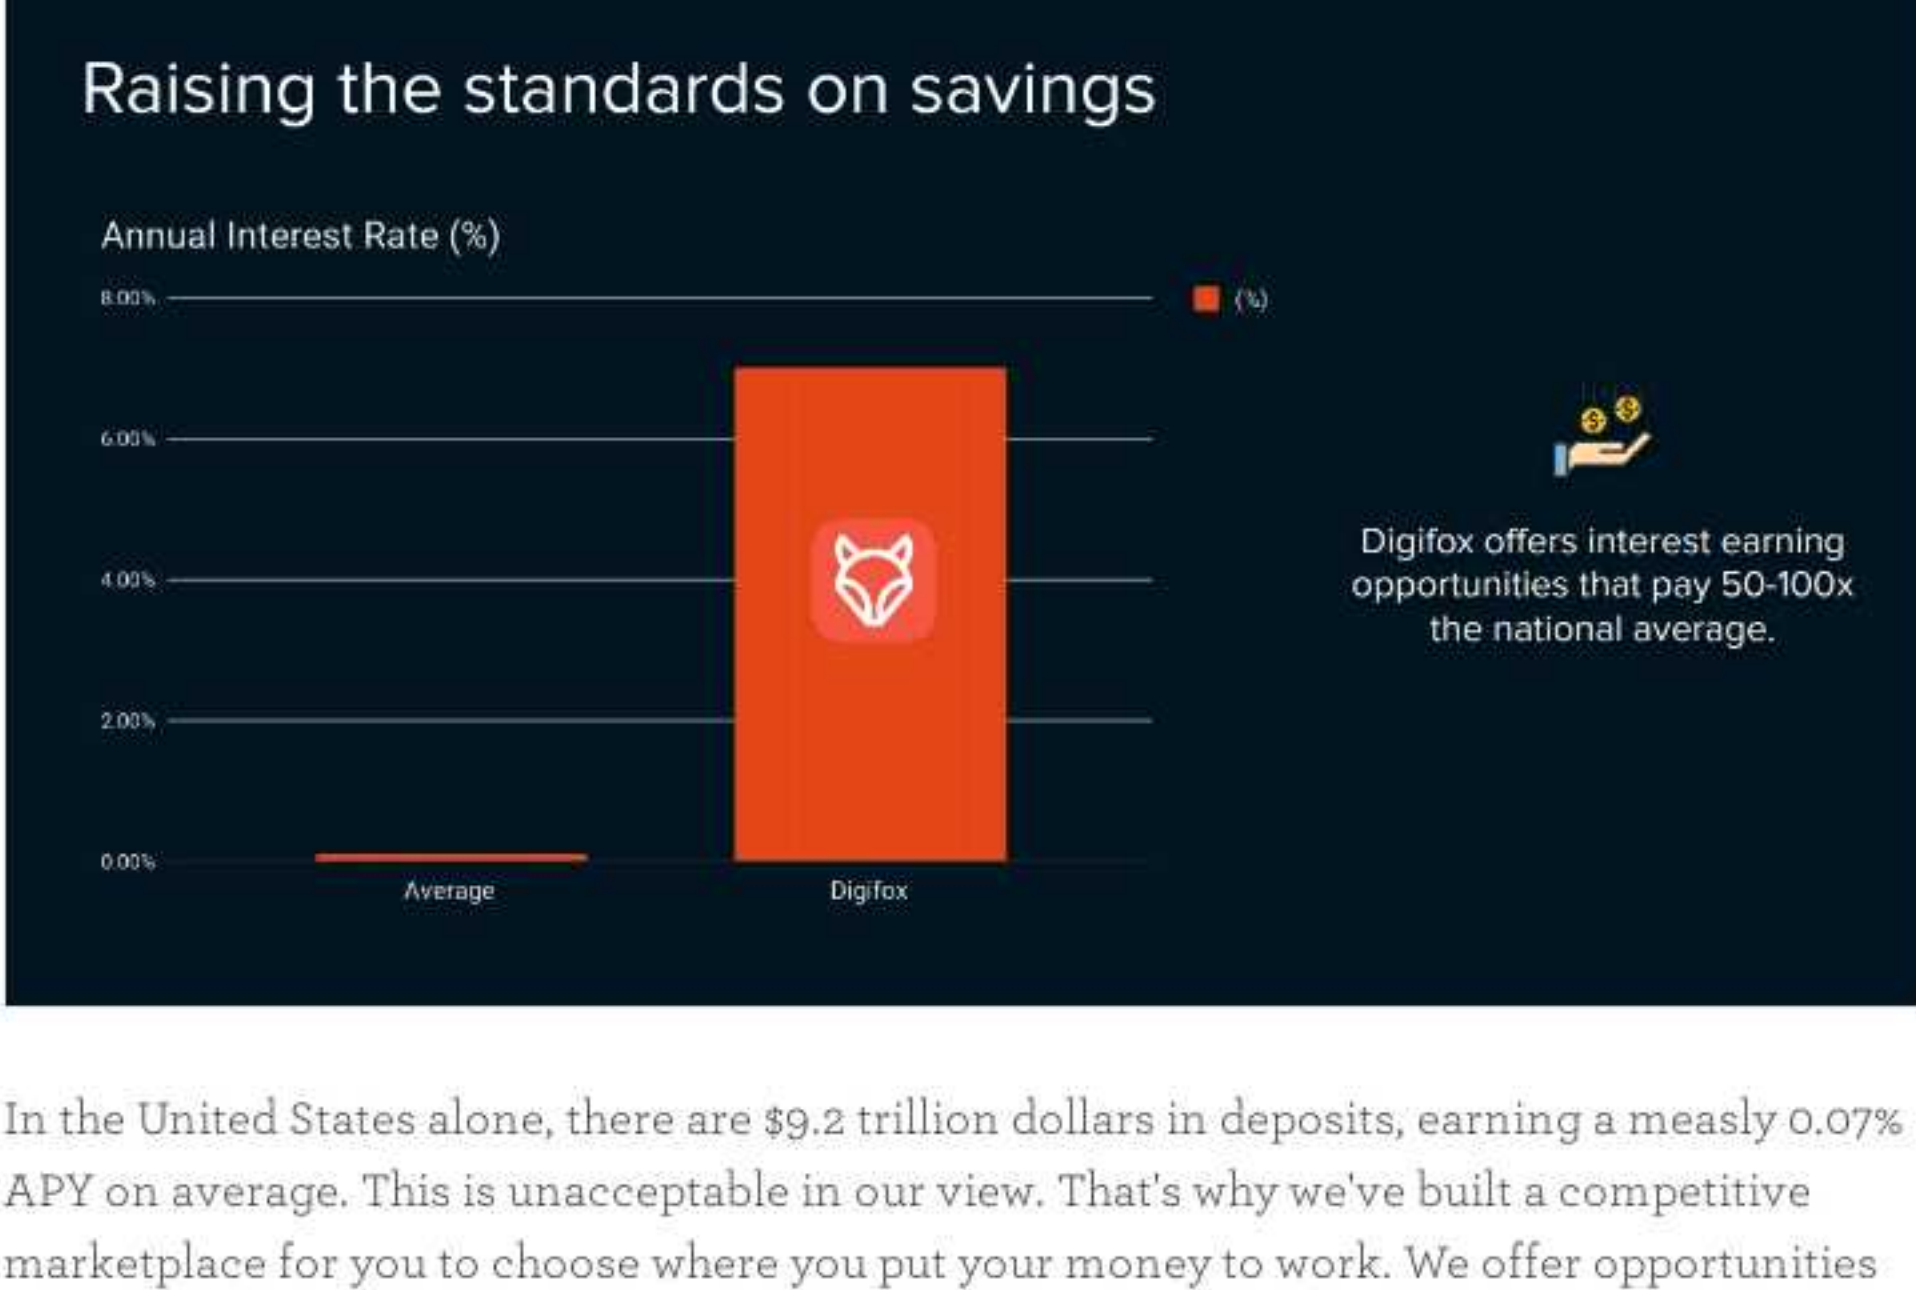 Raising the standards on savings
Annual Interest Rate (%)
8.00%
(%)
6.00%
4.00%
2.00%
0.00%
Average
Digifox
Digifox offers interest earning
opportunities that pay 50-100x
the national average.
In the United States alone, there are $9.2 trillion dollars in deposits, earning a measly 0.07%
APY on average. This is unacceptable in our view. That's why we've built a competitive
marketplace for you to choose where you put your money to work. We offer opportunities